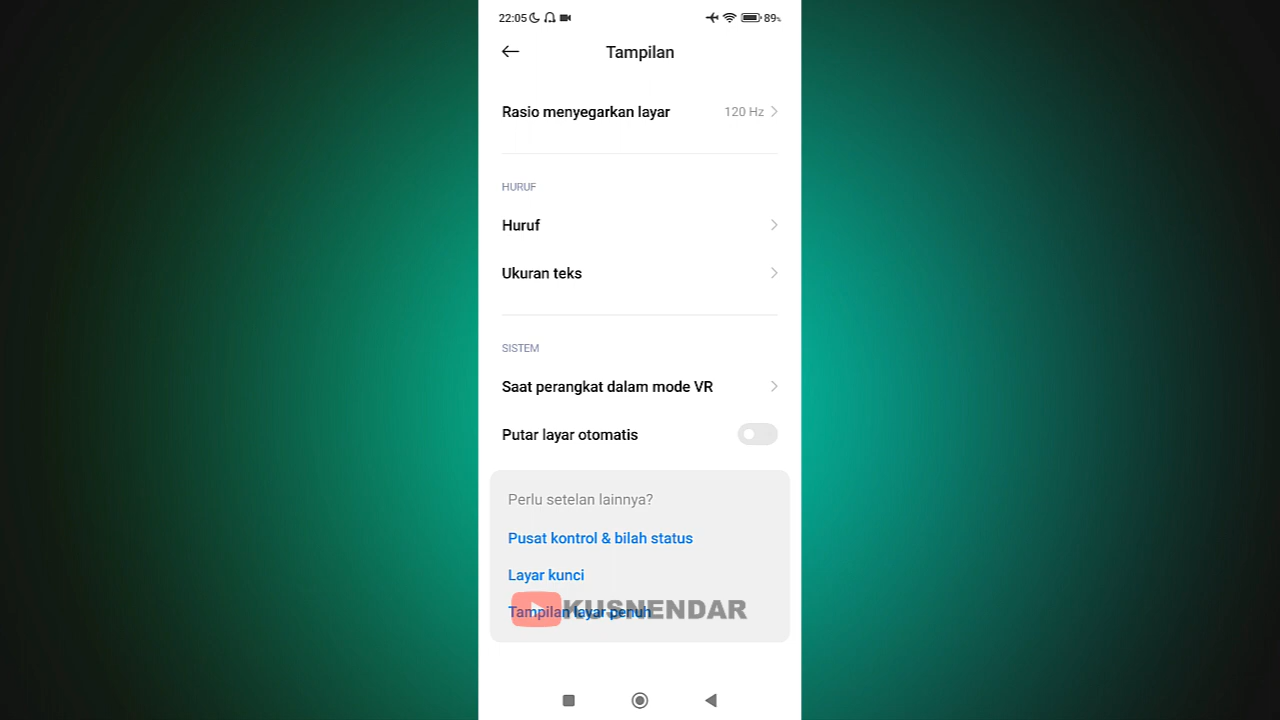 22:05 89%
Tampilan
Rasio menyegarkan layar 120 Hz
HURUF
Huruf
Ukuran teks
SISTEM
Saat perangkat dalam mode VR
Putar layar otomatis
Perlu setelan lainnya?
Pusat kontrol & bilah status
Layar kunci
Tampilan layar penuh
KUSNENDAR